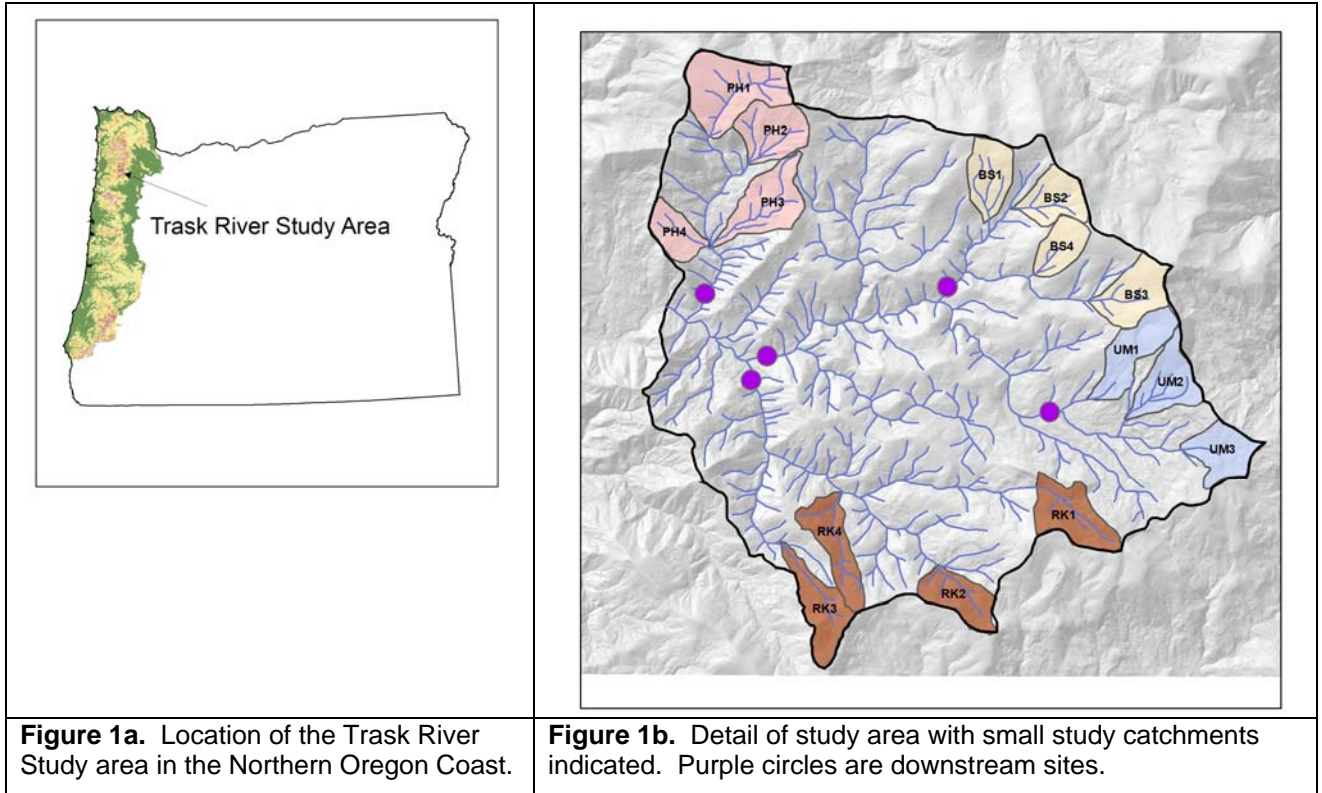 Trask River Study Area
PH1
PH2
PH3
PH4
BS1
BS2
BS4
BS3
UM1
UM2
UM3
RK1
RK4
RK2
RK3
Figure 1a. Location of the Trask River
Study area in the Northern Oregon Coast.
Figure 1b. Detail of study area with small study catchments
indicated. Purple circles are downstream sites.